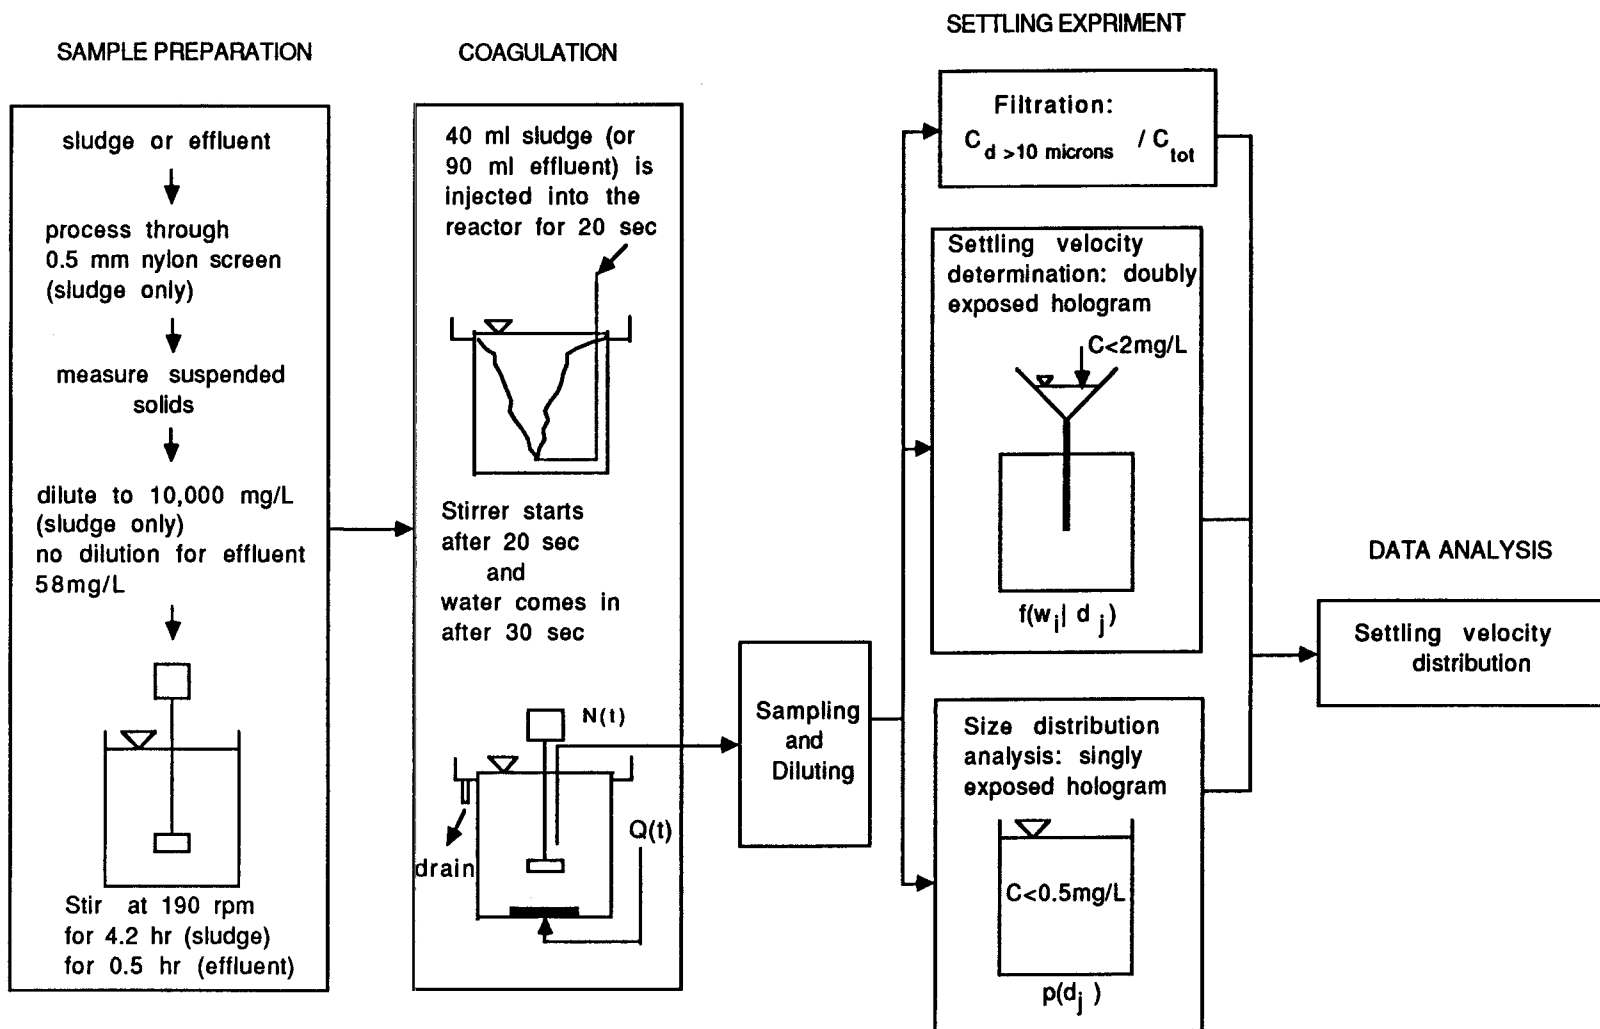 SAMPLE PREPARATION
sludge or effluent
process through
0.5 mm nylon screen
(sludge only)
measure suspended
solids
dilute to 10,000 mg/L
(sludge only)
no dilution for effluent
58mg/L
Stir at 190 rpm
for 4.2 hr (sludge)
for 0.5 hr (effluent)
COAGULATION
40 ml sludge (or
90 ml effluent) is
injected into the
reactor for 20 sec
Stirrer starts
after 20 sec
and
water comes in
after 30 sec
N(t)
Q(t)
drain
Sampling
and
Diluting
SETTLING EXPRIMENT
Filtration:
C d >10 microns / C tot
Settling velocity
determination: doubly
exposed hologram
C<2mg/L
f(w i | d j )
Size distribution
analysis: singly
exposed hologram
C<0.5mg/L
p(d j )
DATA ANALYSIS
Settling velocity
distribution